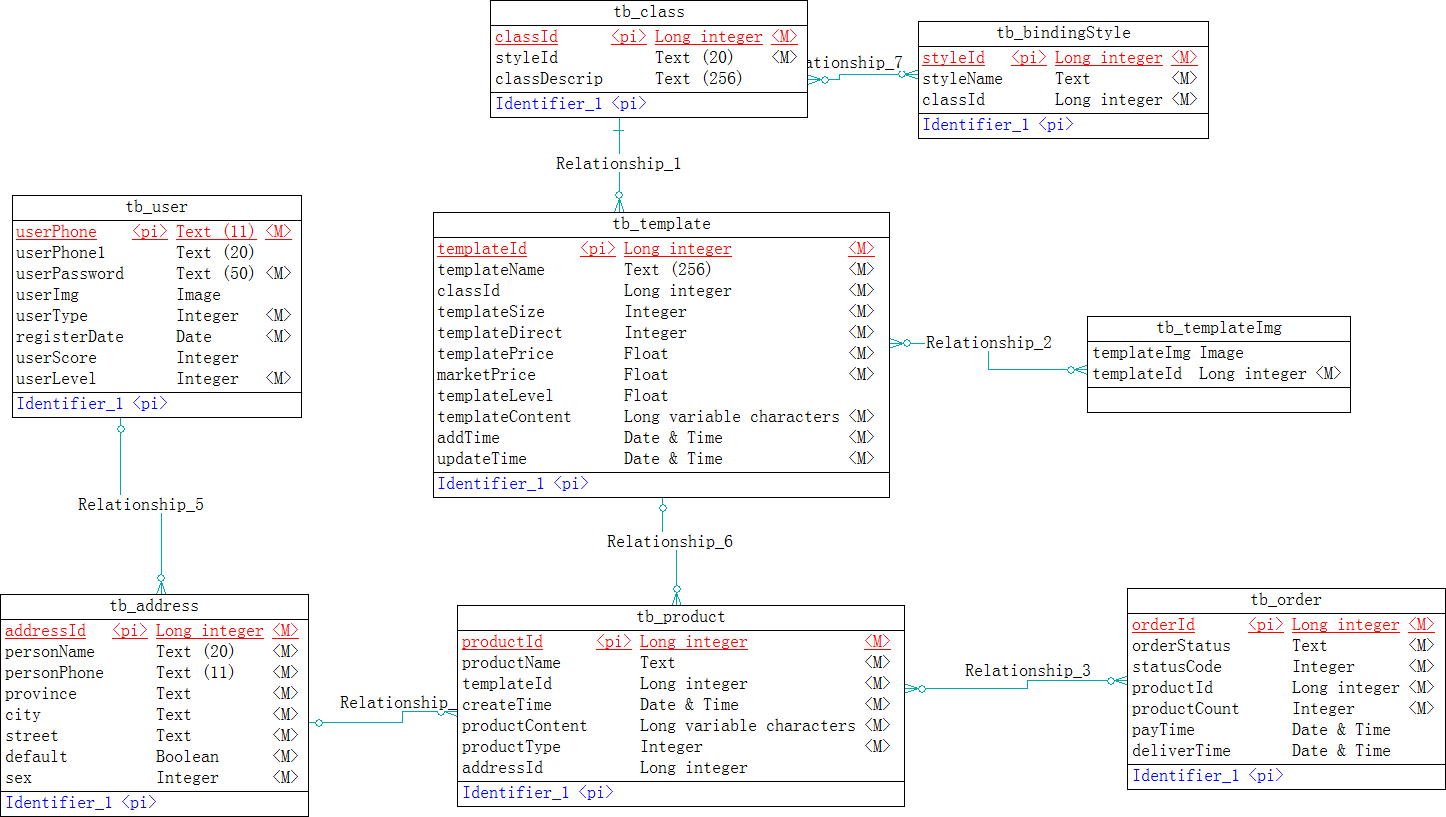 tb_class
classId <pi> Long integer <M>
styleId Text (20) <M>
classDescrip Text (256)
Identifier_1 <pi>
tb_bindingStyle
styleId <pi> Long integer <M>
styleName Text <M>
classId Long integer <M>
Identifier_1 <pi>
ationship_7
Relationship_1
tb_user
userPhone <pi> Text (11) <M>
userPhone1 Text (20)
userPassword Text (50) <M>
userImg Image
userType Integer <M>
registerDate Date <M>
userScore Integer
userLevel Integer <M>
Identifier_1 <pi>
tb_template
templateId <pi> Long integer <M>
templateName Text (256) <M>
classId Long integer <M>
templateSize Integer <M>
templateDirect Integer <M>
templatePrice Float <M>
marketPrice Float <M>
templateLevel Float
templateContent Long variable characters <M>
addTime Date & Time <M>
updateTime Date & Time <M>
Identifier_1 <pi>
Relationship_2
tb_templateImg
templateImg Image
templateId Long integer <M>
Relationship_5
Relationship_6
tb_address
addressId <pi> Long integer <M>
personName Text (20) <M>
personPhone Text (11) <M>
province Text <M>
city Text <M>
street Text <M>
default Boolean <M>
sex Integer <M>
Identifier_1 <pi>
Relationship_
tb_product
productId <pi> Long integer <M>
productName Text <M>
templateId Long integer <M>
createTime Date & Time <M>
productContent Long variable characters <M>
productType Integer <M>
addressId Long integer
Identifier_1 <pi>
Relationship_3
tb_order
orderId <pi> Long integer <M>
orderStatus Text <M>
statusCode Integer <M>
productId Long integer <M>
productCount Integer <M>
payTime Date & Time
deliverTime Date & Time
Identifier_1 <pi>